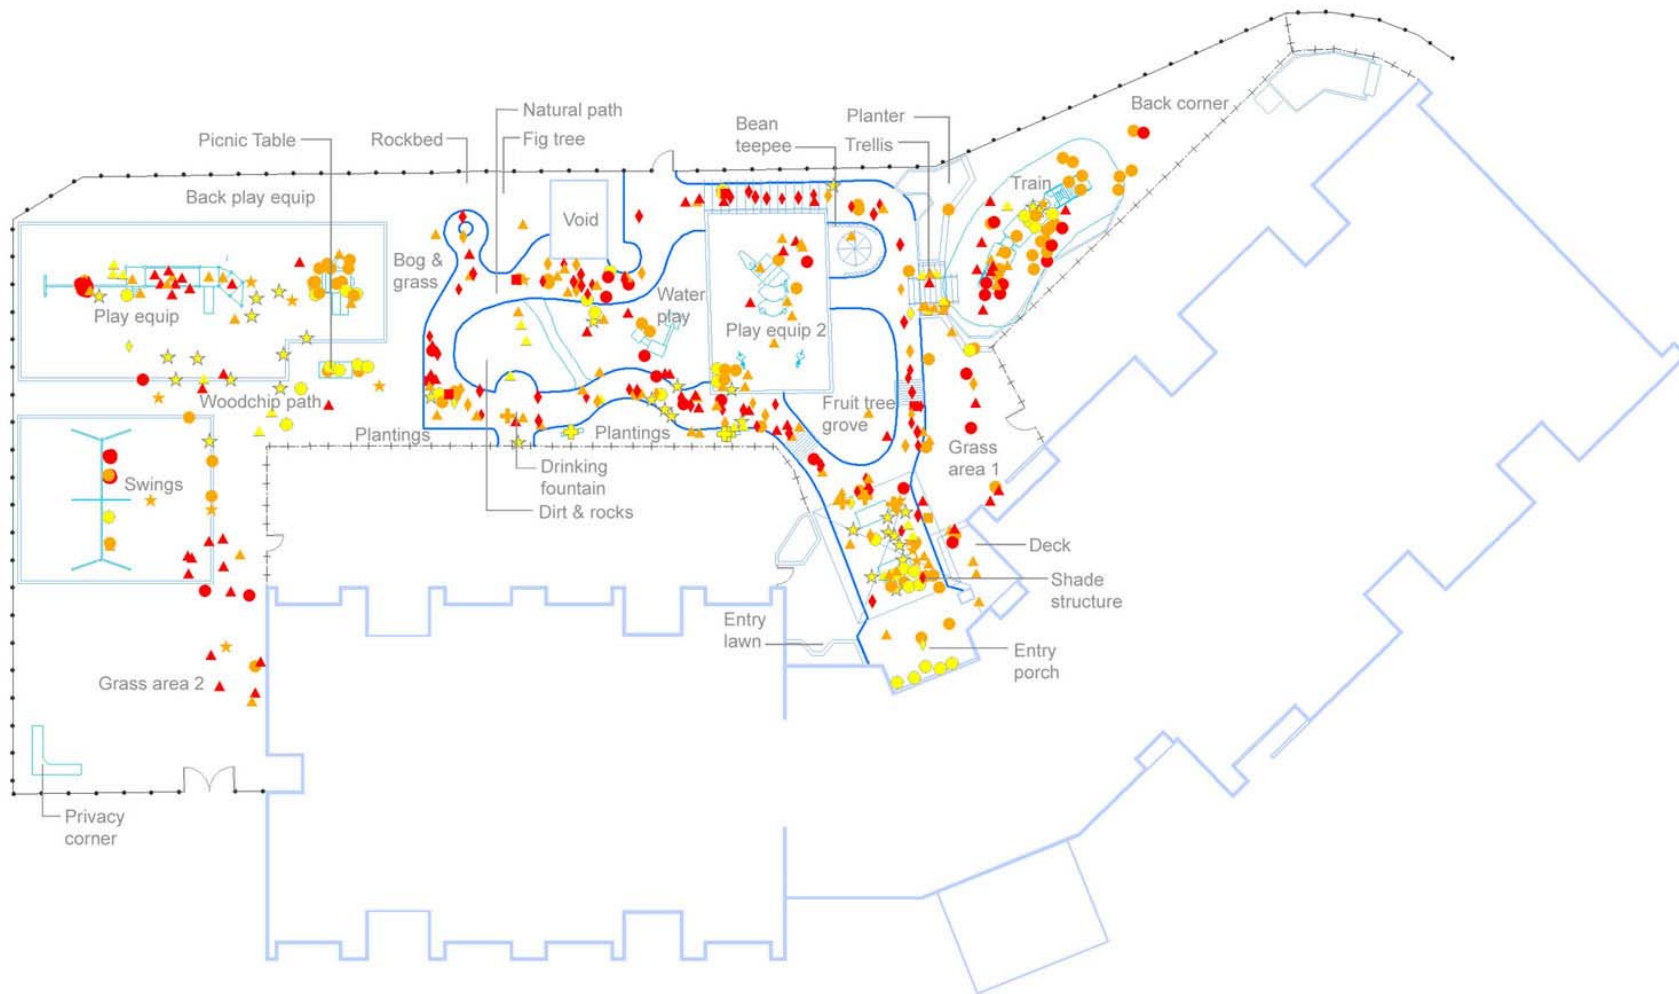 Back corner
Natural path
Planter
Bean
teepee
Picnic Table
Rockbed
Fig tree
Trellis
Back play equip
Train
Void
Bog &
grass
Water
play
Play equip
Play equip 2
Woodchip path
Fruit tree
grove
Plantings
Plantings
Grass
area 1
Drinking
fountain
Swings
Dirt & rocks
Deck
Shade
structure
Entry
lawn
Entry
porch
Grass area 2
Privacy
corner